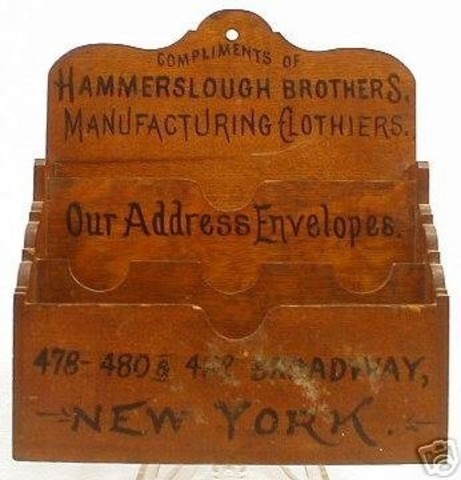 COMPLIMENTS OF
HAMMERSLOUGH BROTHERS,
MANUFACTURING CLOTHIERS.
OUR ADDRESS ENVELOPES.
478-480 & BROADWAY,
NEW YORK.